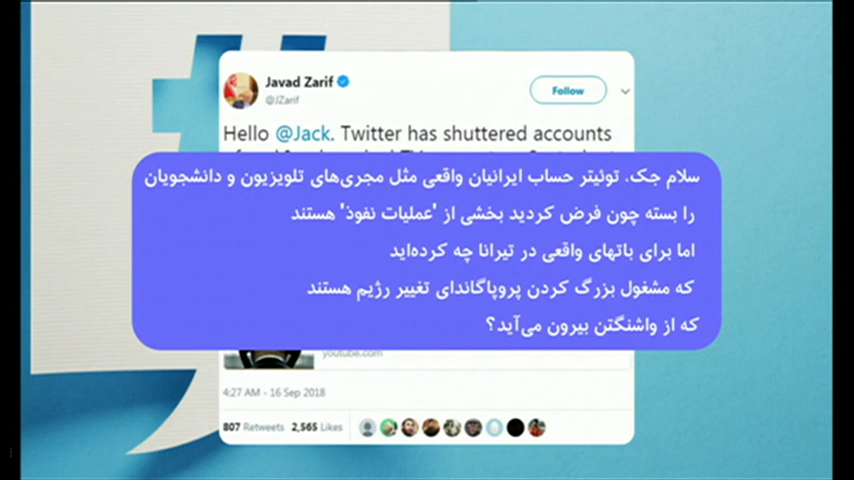 Javad Zarif
@JZarif
Follow
Hello @Jack. Twitter has shuttered accounts
سلام جک، توئیتر حساب ایرانیان واقعی مثل مجری‌های تلویزیون و دانشجویان
را بسته چون فرض کردید بخشی از 'عملیات نفوذ' هستند
اما برای باتهای واقعی در تیرانا چه کرده‌اید
که مشغول بزرگ کردن پروپاگاندای تغییر رژیم هستند
که از واشنگتن بیرون می‌آید؟
youtube.com
4:27 AM - 16 Sep 2018
807 Retweets 2,565 Likes